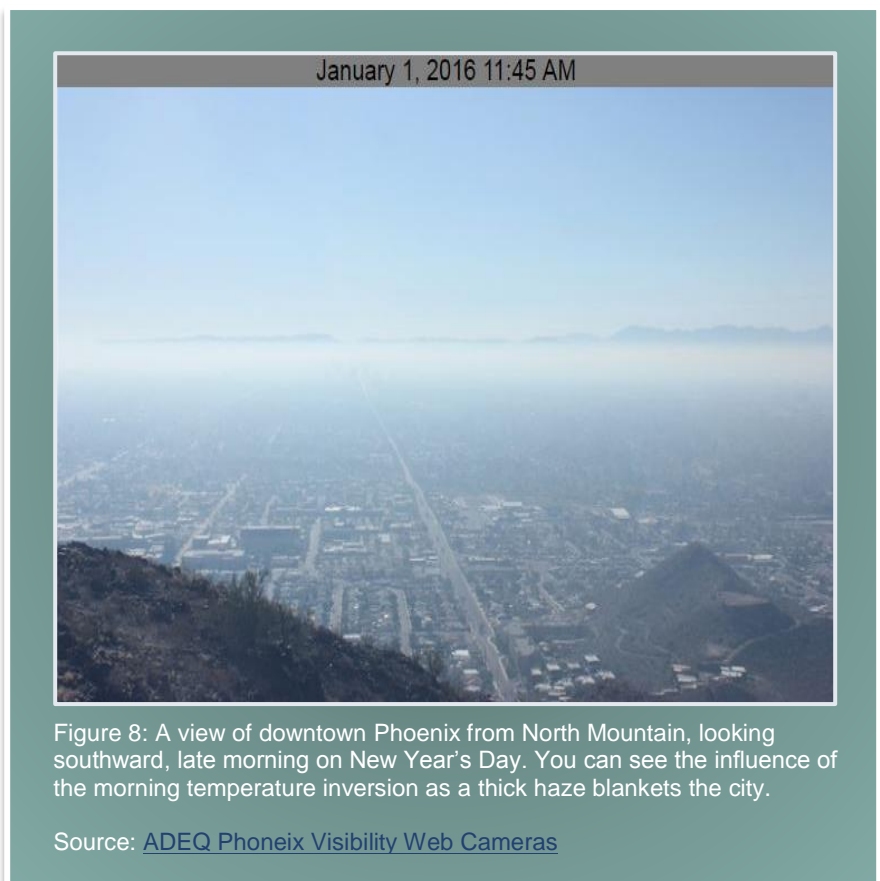 January 1, 2016 11:45 AM
Figure 8: A view of downtown Phoenix from North Mountain, looking
southward, late morning on New Year’s Day. You can see the influence of
the morning temperature inversion as a thick haze blankets the city.
Source: ADEQ Phoneix Visibility Web Cameras